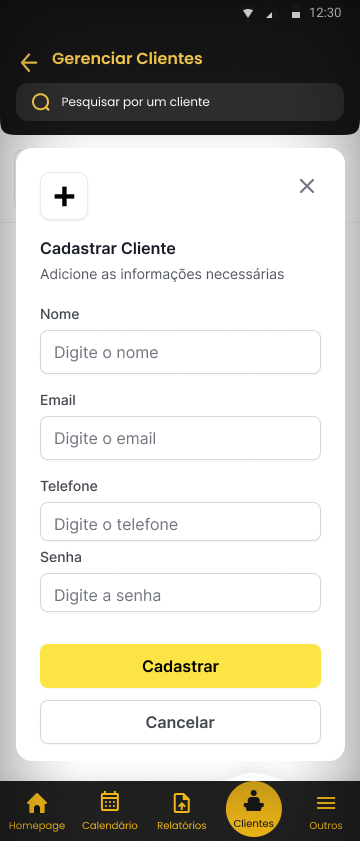 12:30
Gerenciar Clientes
Pesquisar por um cliente
Cadastrar Cliente
Adicione as informações necessárias
Nome
Digite o nome
Email
Digite o email
Telefone
Digite o telefone
Senha
Digite a senha
Cadastrar
Cancelar
Homepage Calendário Relatórios Clientes Outros